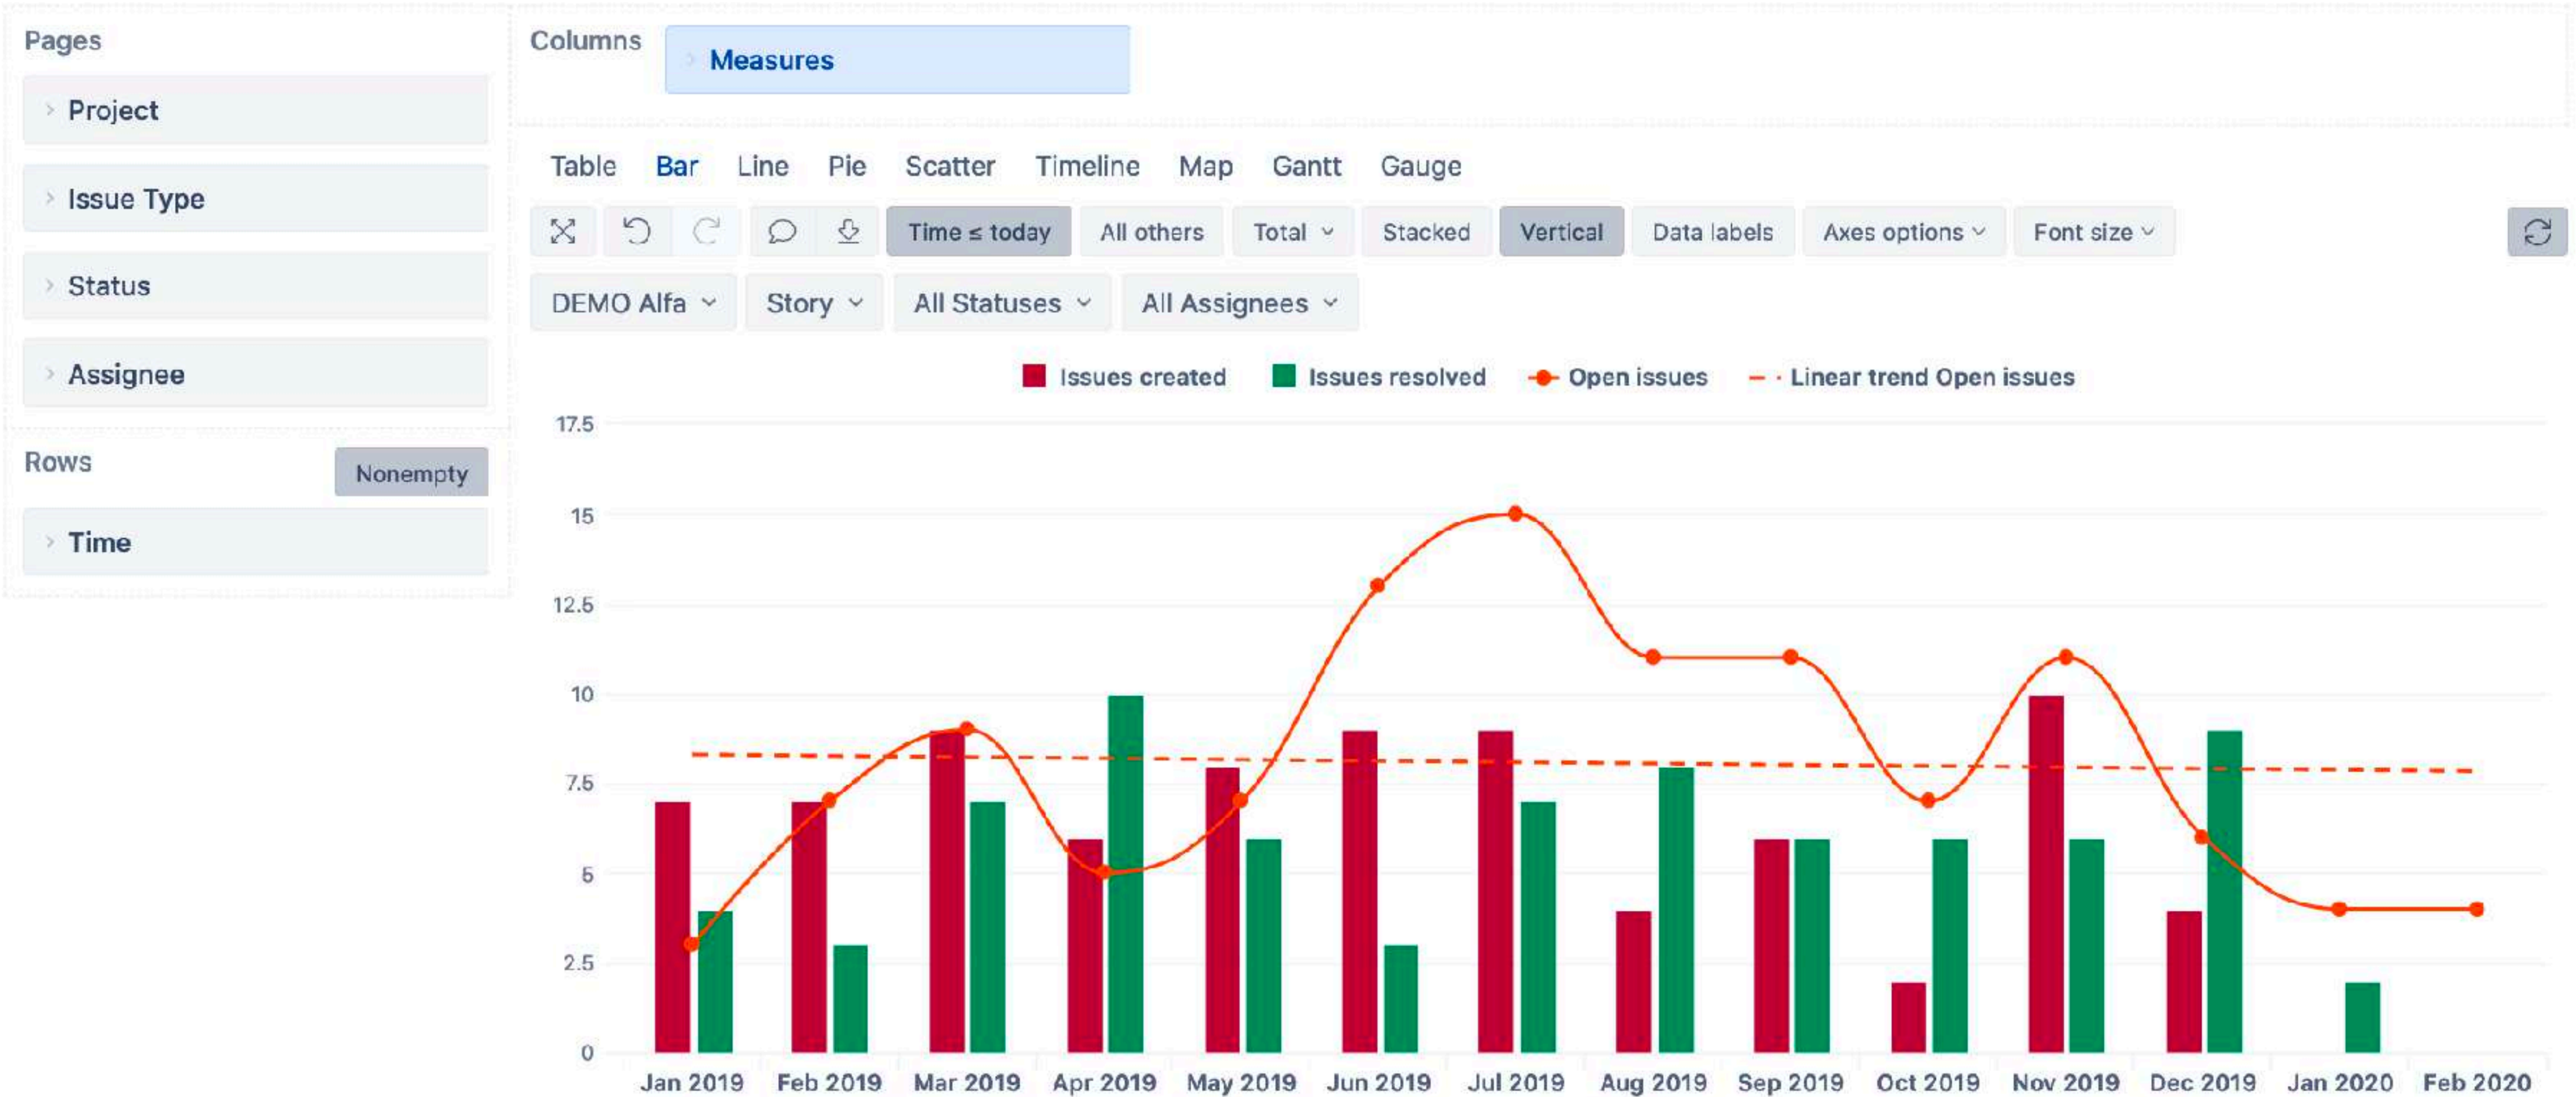 Pages
Project
Issue Type
Status
Assignee
Rows
Nonempty
Time
Columns
Measures
Table Bar Line Pie Scatter Timeline Map Gantt Gauge
Time ≤ today All others Total Stacked Vertical Data labels Axes options Font size
DEMO Alfa Story All Statuses All Assignees
Issues created Issues resolved Open issues Linear trend Open issues
17.5
15
12.5
10
7.5
5
2.5
0
Jan 2019 Feb 2019 Mar 2019 Apr 2019 May 2019 Jun 2019 Jul 2019 Aug 2019 Sep 2019 Oct 2019 Nov 2019 Dec 2019 Jan 2020 Feb 2020